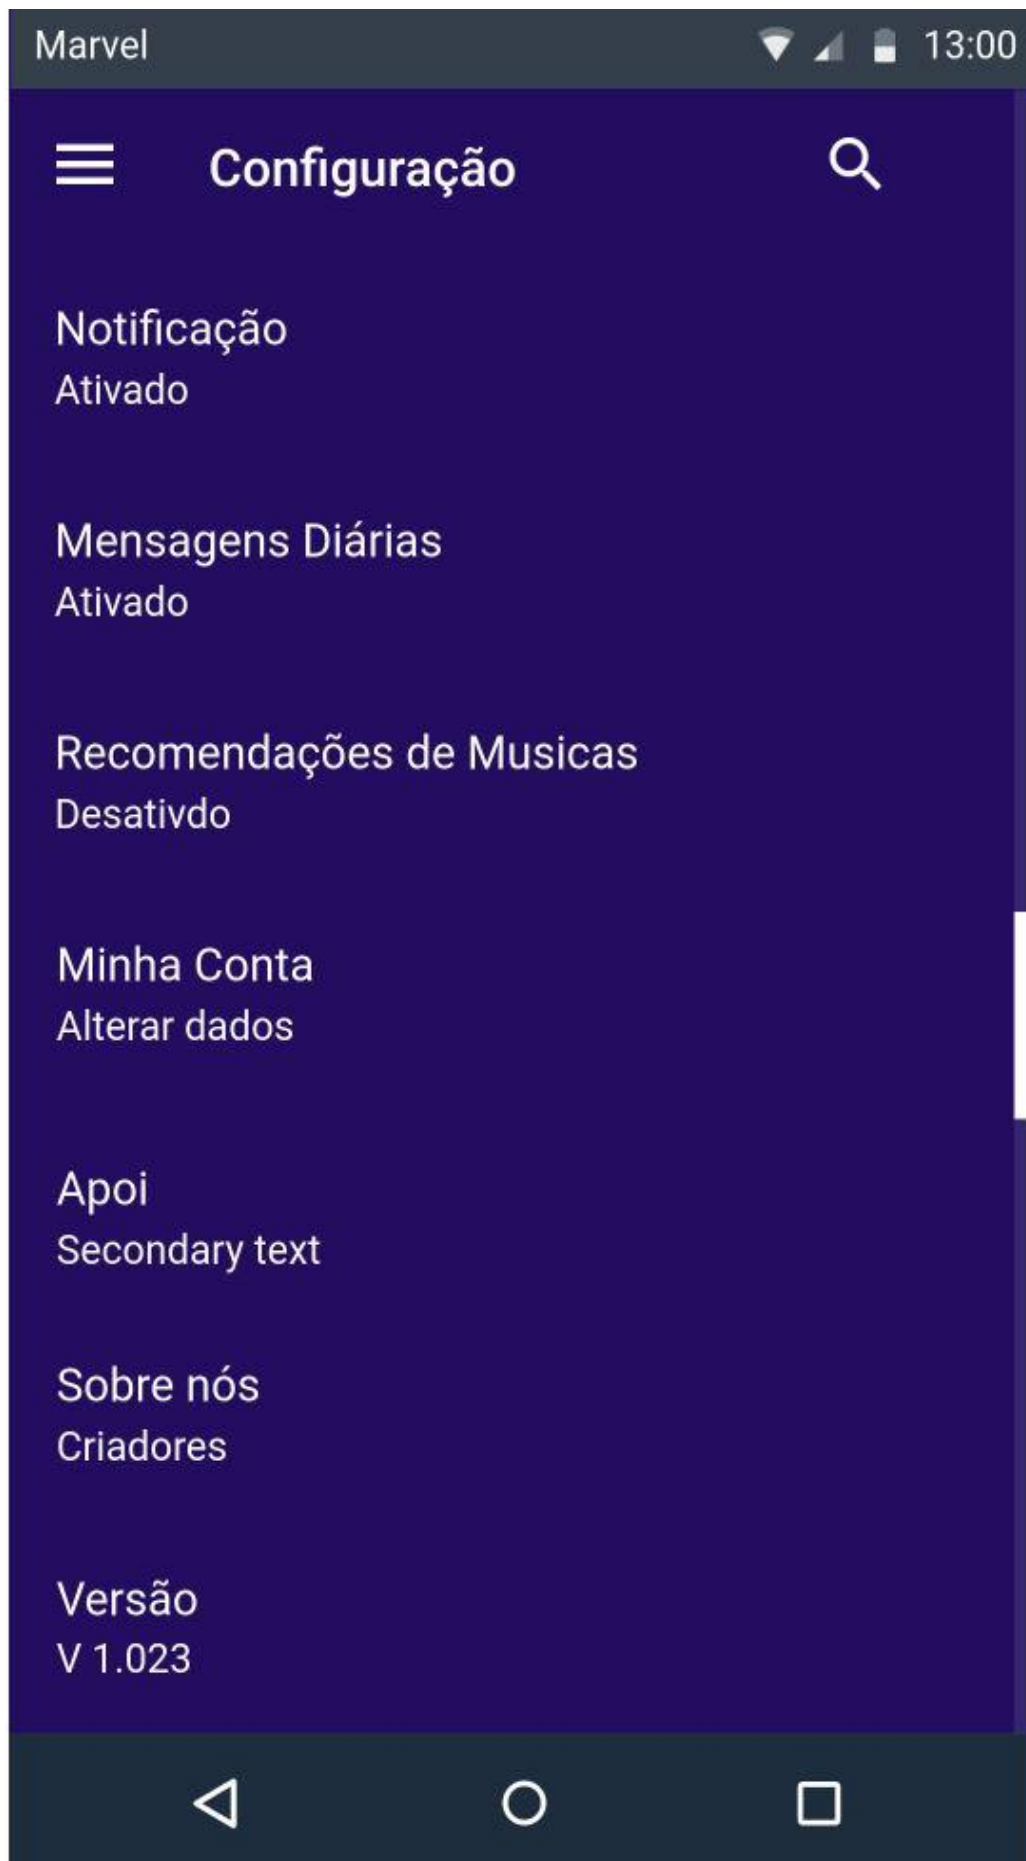 Marvel 13:00
Configuração
Notificação
Ativado
Mensagens Diárias
Ativado
Recomendações de Musicas
Desativdo
Minha Conta
Alterar dados
Apoi
Secondary text
Sobre nós
Criadores
Versão
V 1.023